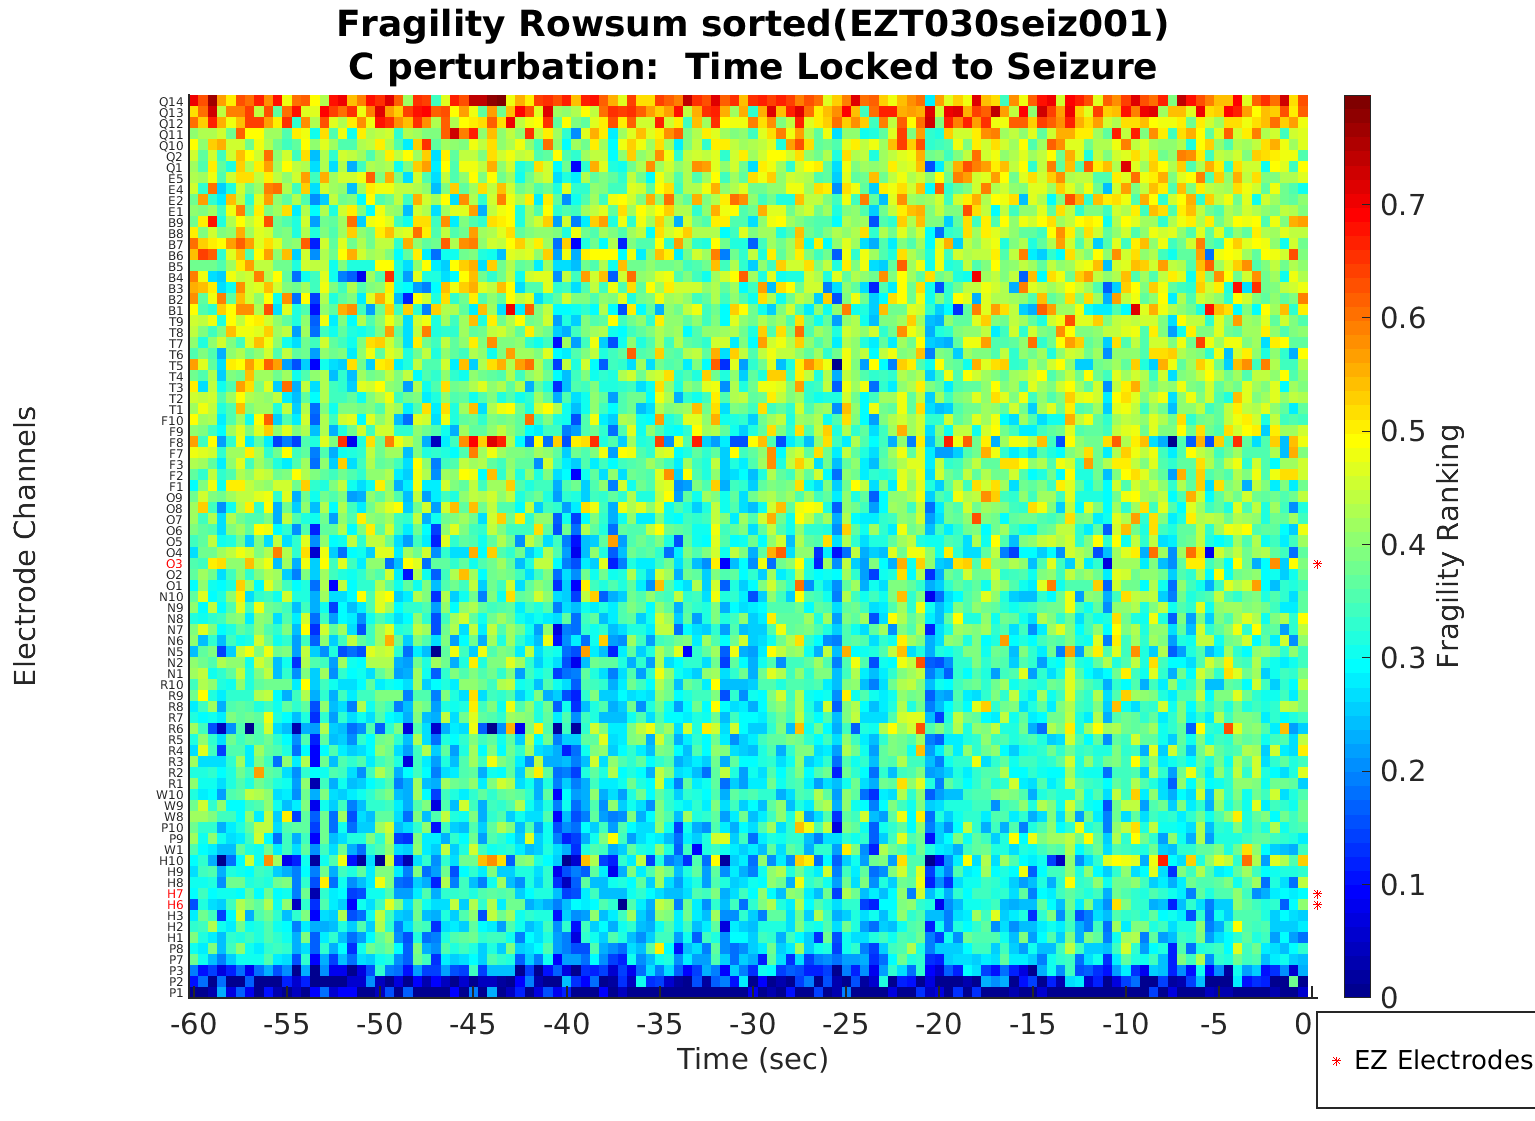 Fragility Rowsum sorted(EZT030seiz001)
C perturbation:  Time Locked to Seizure
Electrode Channels
Q14
Q13
Q12
Q11
Q10
Q2
Q1
E5
E4
E2
E1
B9
B8
B7
B6
B5
B4
B3
B2
B1
T9
T8
T7
T6
T5
T4
T3
T2
T1
F10
F9
F8
F7
F3
F2
F1
O9
O8
O7
O6
O5
O4
O3
O2
O1
N10
N9
N8
N7
N6
N5
N2
N1
R10
R9
R8
R7
R6
R5
R4
R3
R2
R1
W10
W9
W8
P10
P9
W1
H10
H9
H8
H7
H6
H3
H2
H1
P8
P7
P3
P2
P1
-60 -55 -50 -45 -40 -35 -30 -25 -20 -15 -10 -5 0
Time (sec)
0.7
0.6
0.5
0.4
0.3
0.2
0.1
0
Fragility Ranking
EZ Electrodes